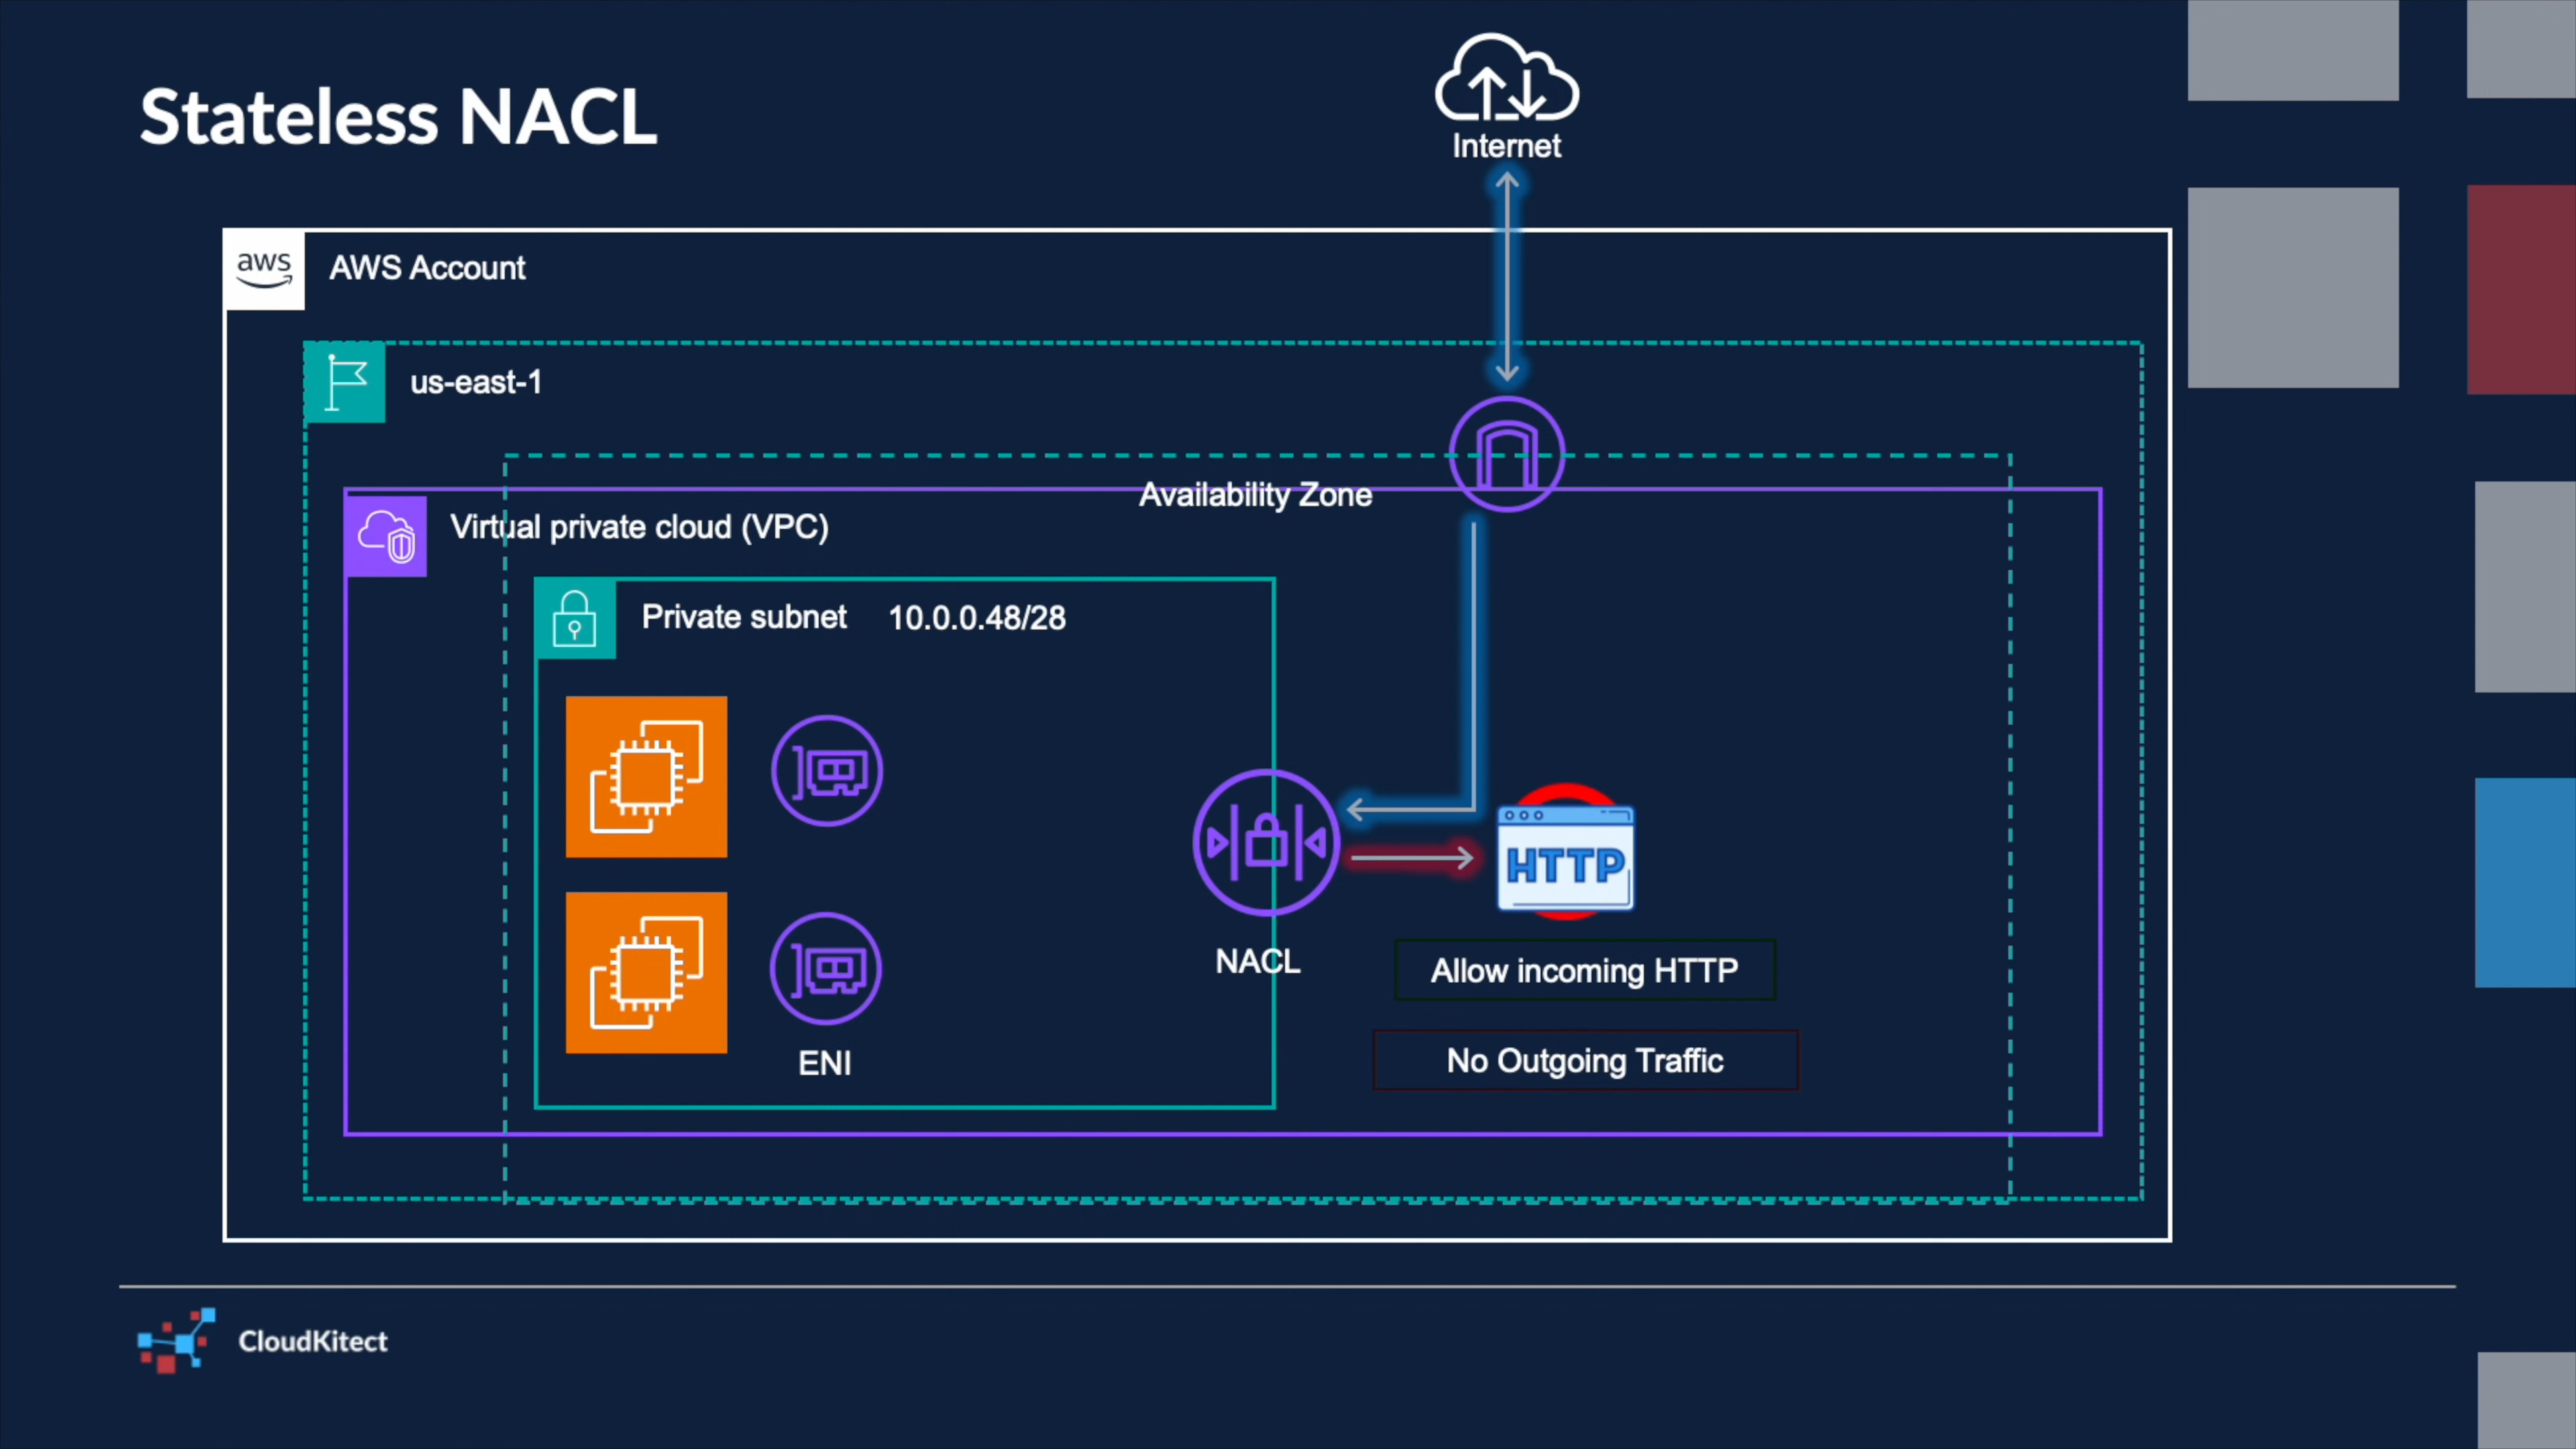 Stateless NACL
Internet
aws
AWS Account
us-east-1
Availability Zone
Virtual private cloud (VPC)
Private subnet 10.0.0.48/28
HTTP
NACL
Allow incoming HTTP
ENI
No Outgoing Traffic
CloudKitect